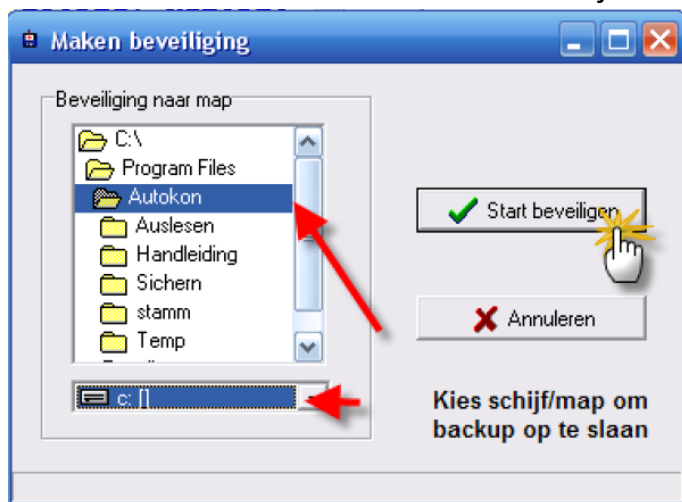 Maken beveiliging
Beveiliging naar map
C:\
Program Files
Autokon
Auslesen
Handleiding
Sichern
stamm
Temp
c: []
Start beveiligen
Annuleren
Kies schijf/map om
backup op te slaan